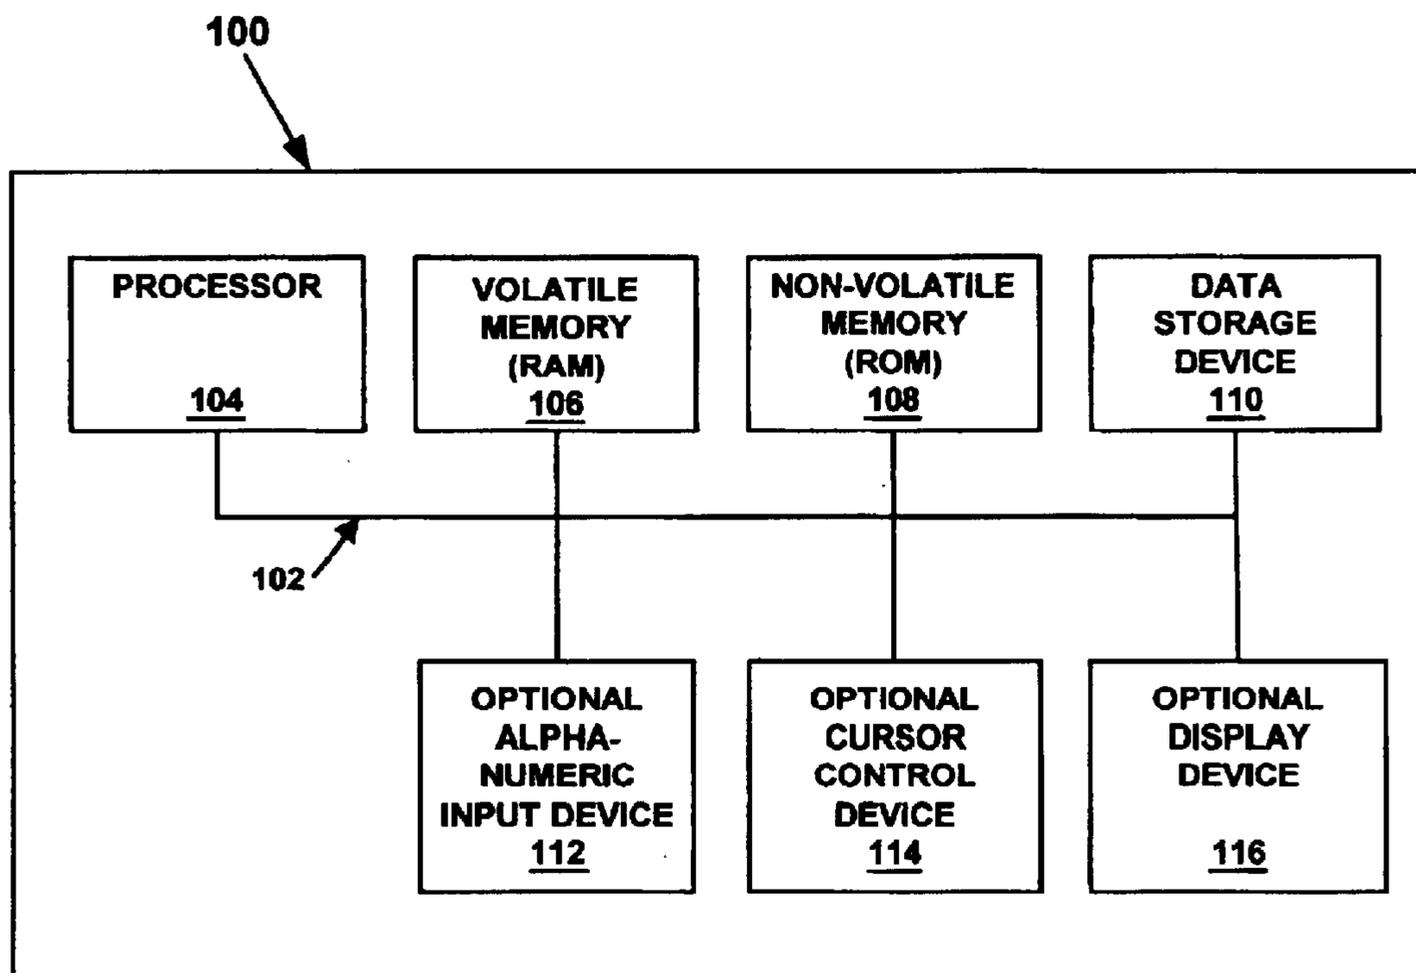 100
PROCESSOR
104
VOLATILE
MEMORY
(RAM)
106
NON-VOLATILE
MEMORY
(ROM)
108
DATA
STORAGE
DEVICE
110
102
OPTIONAL
ALPHA-
NUMERIC
INPUT DEVICE
112
OPTIONAL
CURSOR
CONTROL
DEVICE
114
OPTIONAL
DISPLAY
DEVICE
116